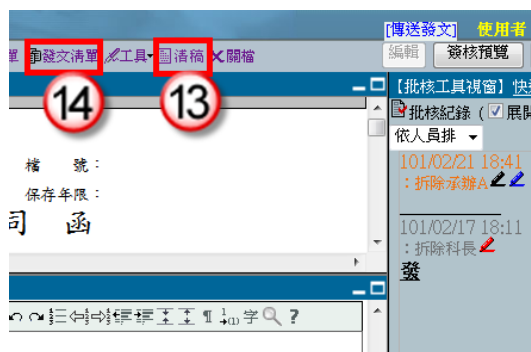 [傳送發文] 使用者
單 發文清單 工具 清稿 關檔
編輯 簽核預覽
14 13
【批核工具視窗】快
批核紀錄 ( 展開
依人員排
101/02/21 18:41
：拆除承辦A
101/02/17 18:11
：拆除科長
發
檔 號：
保存年限：
司 函
¶ 字 ?